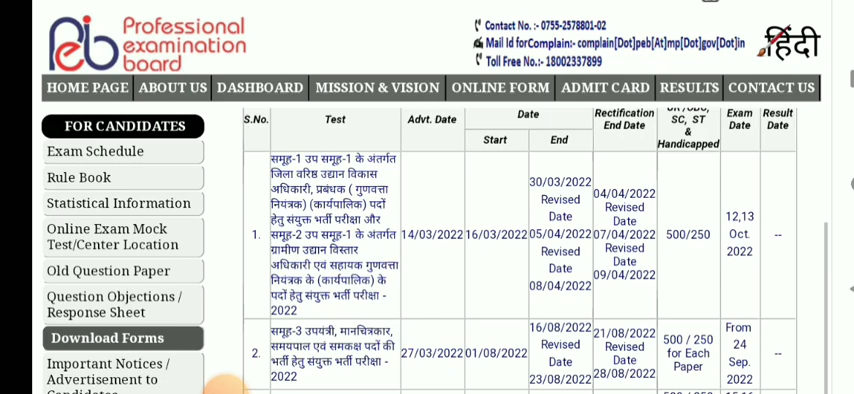 Professional
examination
board
Contact No. :- 0755-2578801-02
Mail Id forComplain:- complain[Dot]peb[At]mp[Dot]gov[Dot]in
Toll Free No.:- 18002337899
हिंदी
HOME PAGE ABOUT US DASHBOARD MISSION & VISION ONLINE FORM ADMIT CARD RESULTS CONTACT US
FOR CANDIDATES
Exam Schedule
Rule Book
Statistical Information
Online Exam Mock
Test/Center Location
Old Question Paper
Question Objections /
Response Sheet
Download Forms
Important Notices /
Advertisement to
S.No. Test Advt. Date Date Rectification End Date SC, ST & Handicapped Exam Date Result Date
Start End
1.
समूह-1 उप समूह-1 के अंतर्गत
जिला वरिष्ठ उद्यान विकास
अधिकारी, प्रबंधक ( गुणवत्ता
नियंत्रक) (कार्यपालिक) पदों
हेतु संयुक्त भर्ती परीक्षा और
समूह-2 उप समूह-1 के अंतर्गत
ग्रामीण उद्यान विस्तार
अधिकारी एवं सहायक गुणवत्ता
नियंत्रक के (कार्यपालिक) के
पदों हेतु संयुक्त भर्ती परीक्षा -
2022
14/03/2022
16/03/2022
30/03/2022
Revised
Date
05/04/2022
Revised
Date
08/04/2022
04/04/2022
Revised
Date
07/04/2022
Revised
Date
09/04/2022
500/250
12,13
Oct.
2022
--
2.
समूह-3 उपयंत्री, मानचित्रकार,
समयपाल एवं समकक्ष पदों की
भर्ती हेतु संयुक्त भर्ती परीक्षा -
2022
27/03/2022
01/08/2022
16/08/2022
Revised
Date
23/08/2022
21/08/2022
Revised
Date
28/08/2022
500 / 250
for Each
Paper
From
24
Sep.
2022
--